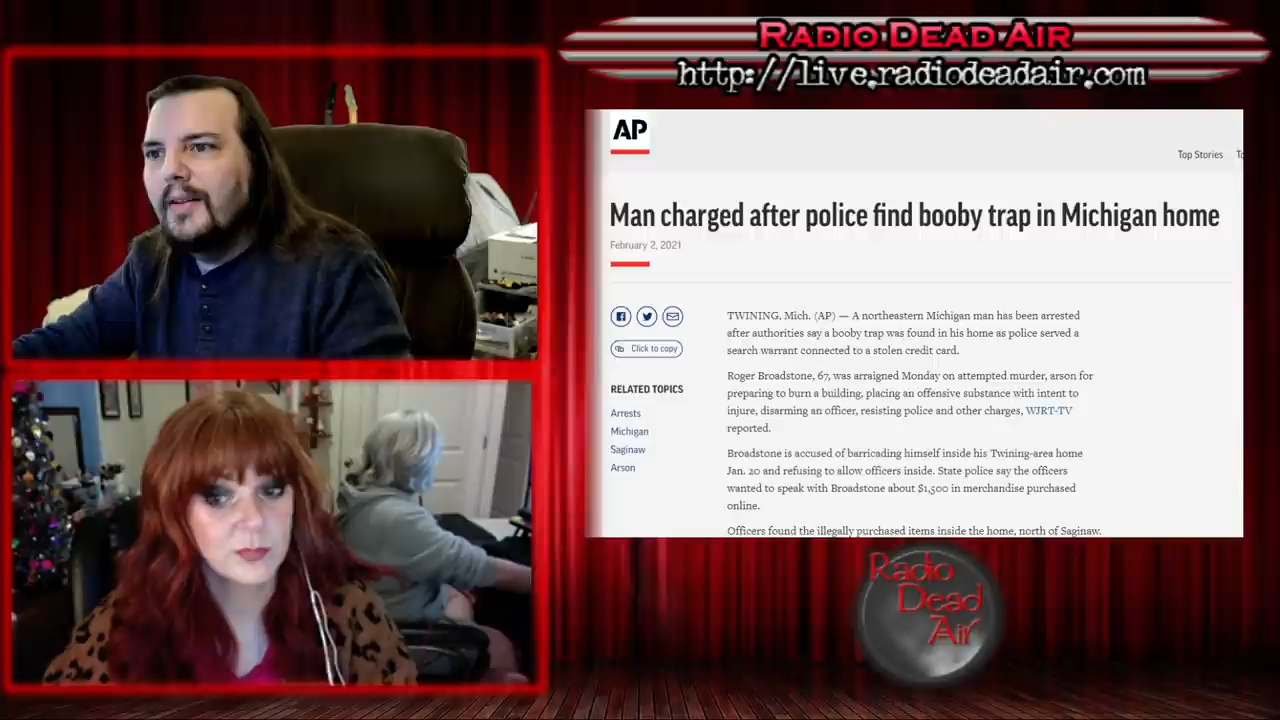 RADIO DEAD AIR
http://live.radiodeadair.com
AP
Top Stories
Man charged after police find booby trap in Michigan home
February 2, 2021
Click to copy
RELATED TOPICS
Arrests
Michigan
Saginaw
Arson
TWINING, Mich. (AP) — A northeastern Michigan man has been arrested
after authorities say a booby trap was found in his home as police served a
search warrant connected to a stolen credit card.
Roger Broadstone, 67, was arraigned Monday on attempted murder, arson for
preparing to burn a building, placing an offensive substance with intent to
injure, disarming an officer, resisting police and other charges, WJRT-TV
reported.
Broadstone is accused of barricading himself inside his Twining-area home
Jan. 20 and refusing to allow officers inside. State police say the officers
wanted to speak with Broadstone about $1,500 in merchandise purchased
online.
Officers found the illegally purchased items inside the home, north of Saginaw.
Radio
Dead
Air